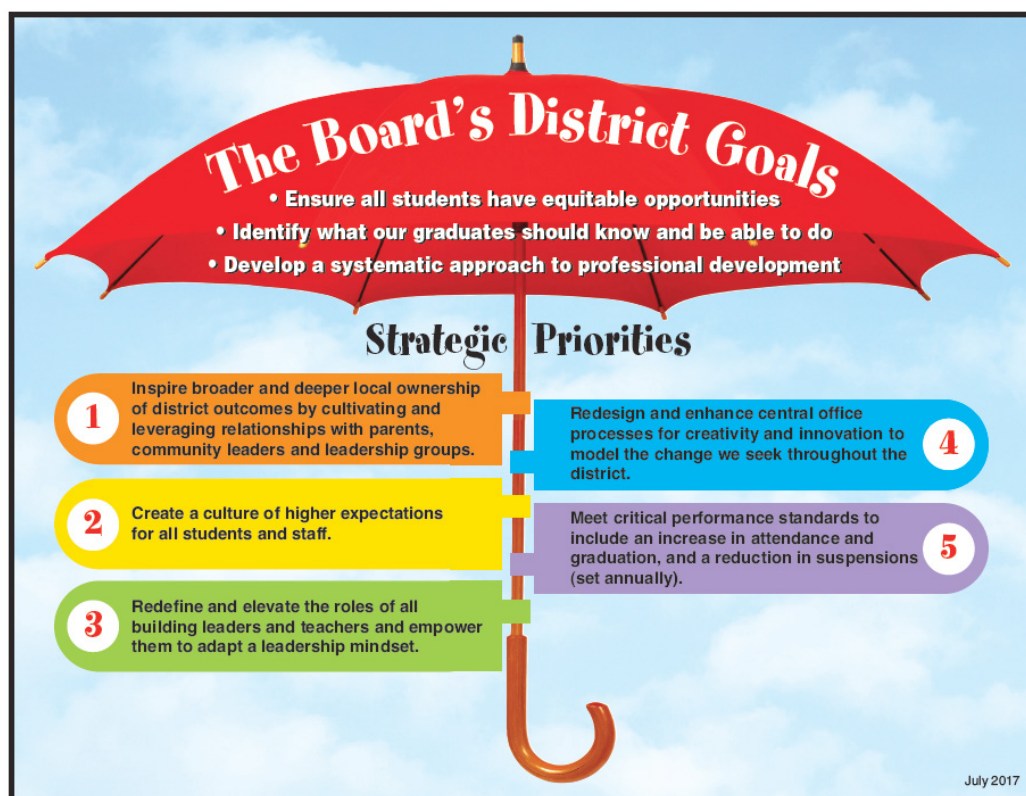 The Board's District Goals
• Ensure all students have equitable opportunities
• Identify what our graduates should know and be able to do
• Develop a systematic approach to professional development
Strategic Priorities
1
Inspire broader and deeper local ownership
of district outcomes by cultivating and
leveraging relationships with parents,
community leaders and leadership groups.
2
Create a culture of higher expectations
for all students and staff.
3
Redefine and elevate the roles of all
building leaders and teachers and empower
them to adapt a leadership mindset.
Redesign and enhance central office
processes for creativity and innovation to
model the change we seek throughout the
district.
4
Meet critical performance standards to
include an increase in attendance and
graduation, and a reduction in suspensions
(set annually).
5
July 2017